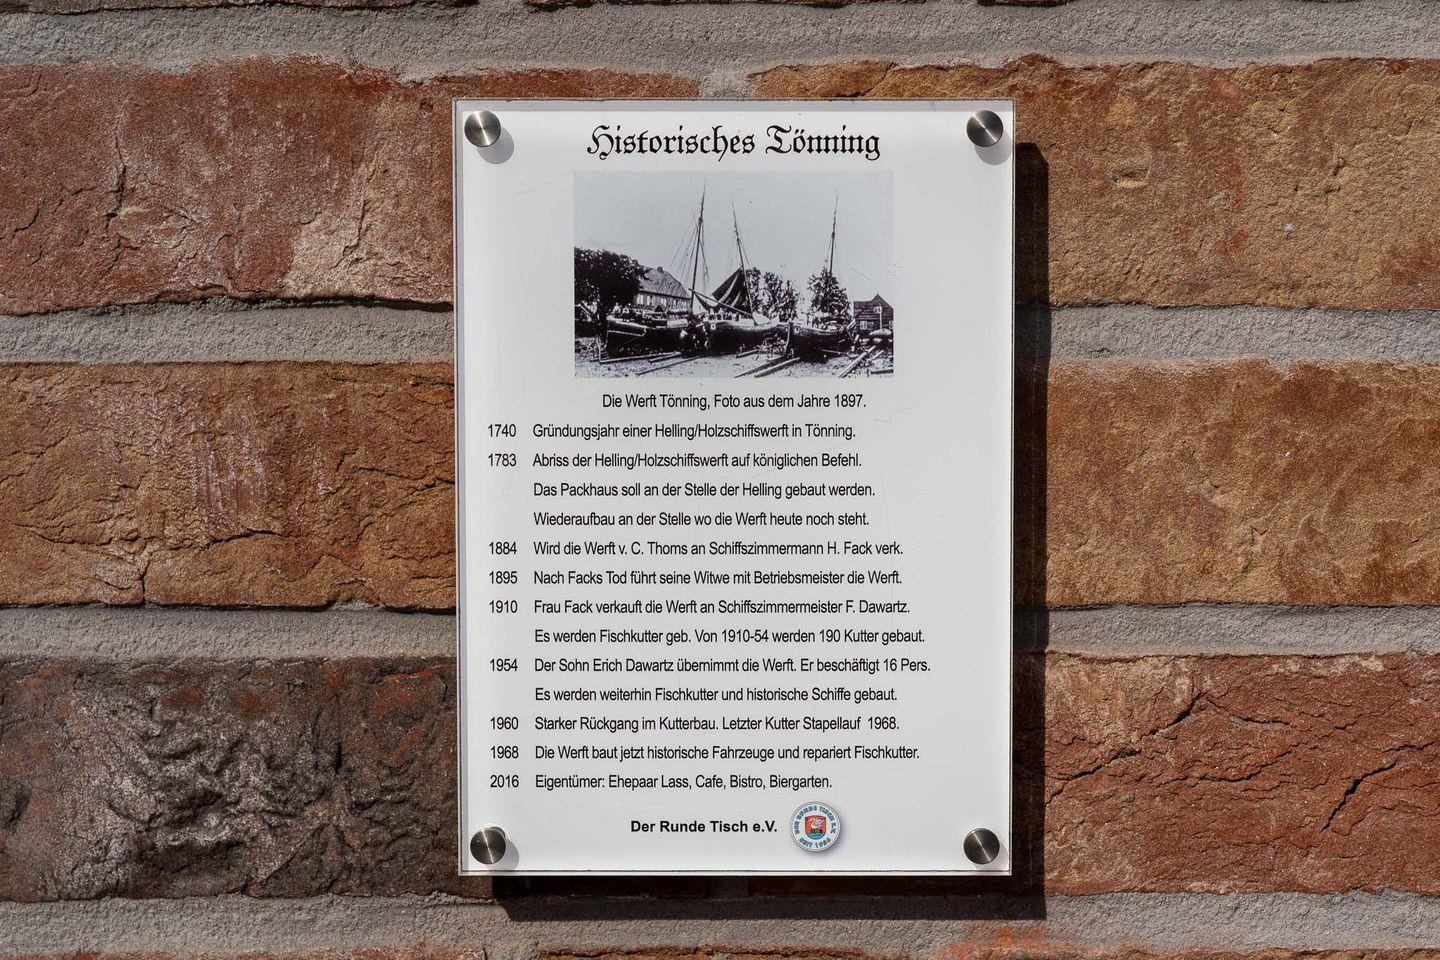 Historisches Tönning
Die Werft Tönning, Foto aus dem Jahre 1897.
1740 Gründungsjahr einer Helling/Holzschiffswerft in Tönning.
1783 Abriss der Helling/Holzschiffswerft auf königlichen Befehl.
Das Packhaus soll an der Stelle der Helling gebaut werden.
Wiederaufbau an der Stelle wo die Werft heute noch steht.
1884 Wird die Werft v. C. Thoms an Schiffszimmermann H. Fack verk.
1895 Nach Facks Tod führt seine Witwe mit Betriebsmeister die Werft.
1910 Frau Fack verkauft die Werft an Schiffszimmermeister F. Dawartz.
Es werden Fischkutter geb. Von 1910-54 werden 190 Kutter gebaut.
1954 Der Sohn Erich Dawartz übernimmt die Werft. Er beschäftigt 16 Pers.
Es werden weiterhin Fischkutter und historische Schiffe gebaut.
1960 Starker Rückgang im Kutterbau. Letzter Kutter Stapellauf 1968.
1968 Die Werft baut jetzt historische Fahrzeuge und repariert Fischkutter.
2016 Eigentümer: Ehepaar Lass, Cafe, Bistro, Biergarten.
Der Runde Tisch e.V.
DER RUNDE TISCH e.V.
SEIT